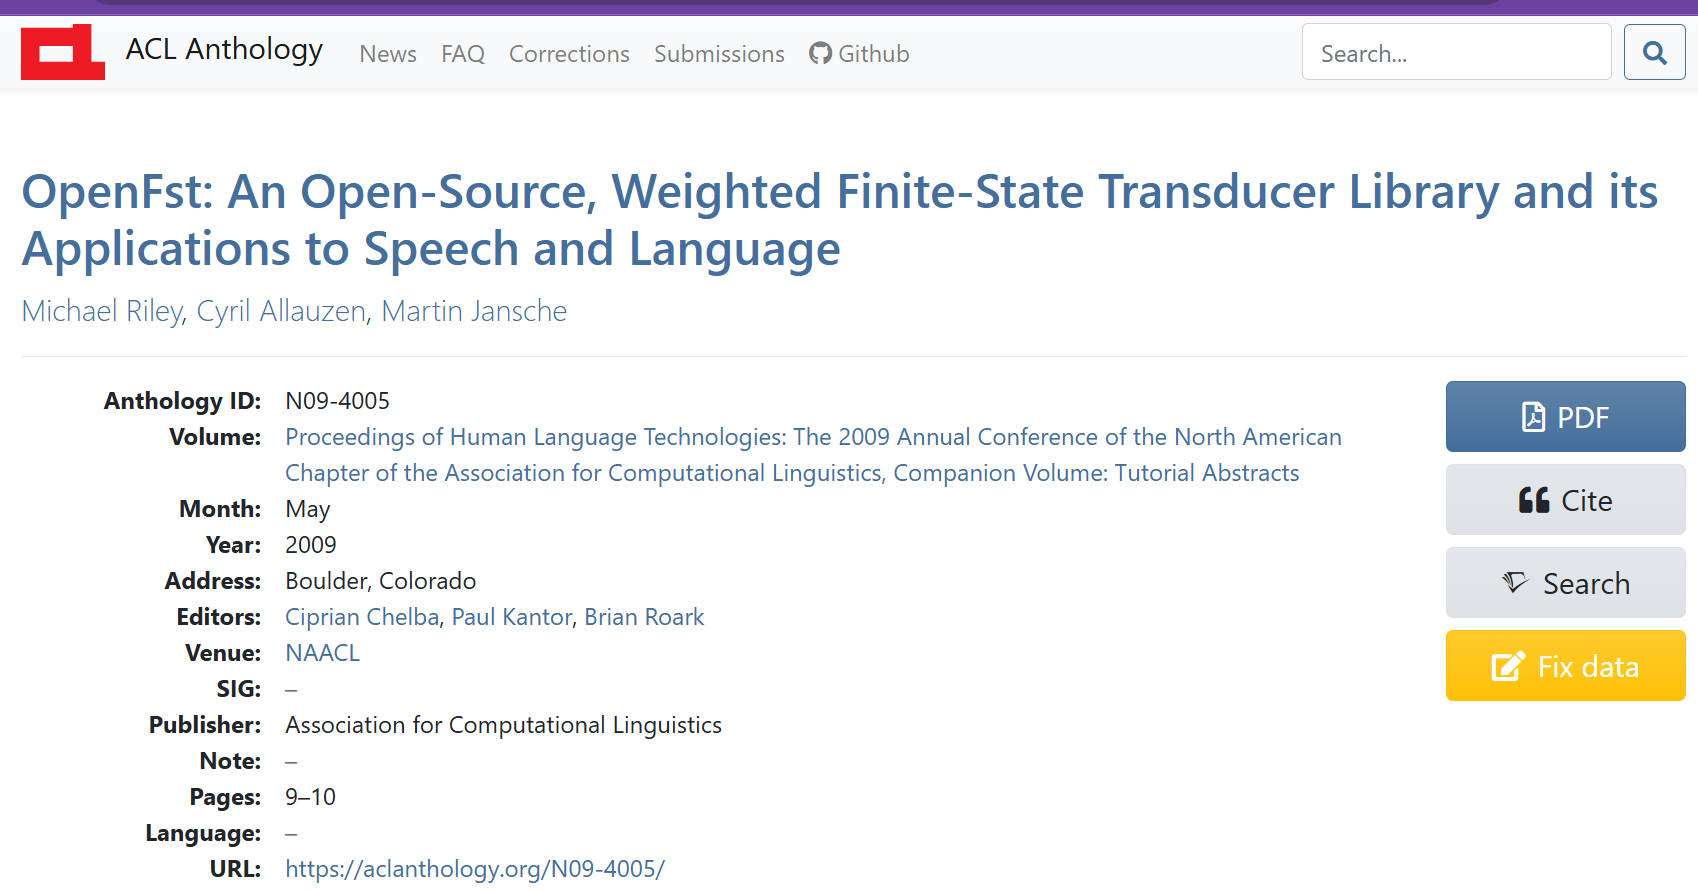 ACL Anthology News FAQ Corrections Submissions Github Search...
OpenFst: An Open-Source, Weighted Finite-State Transducer Library and its
Applications to Speech and Language
Michael Riley, Cyril Allauzen, Martin Jansche
Anthology ID: N09-4005
Volume: Proceedings of Human Language Technologies: The 2009 Annual Conference of the North American
Chapter of the Association for Computational Linguistics, Companion Volume: Tutorial Abstracts
Month: May
Year: 2009
Address: Boulder, Colorado
Editors: Ciprian Chelba, Paul Kantor, Brian Roark
Venue: NAACL
SIG: –
Publisher: Association for Computational Linguistics
Note: –
Pages: 9–10
Language: –
URL: https://aclanthology.org/N09-4005/
PDF
Cite
Search
Fix data